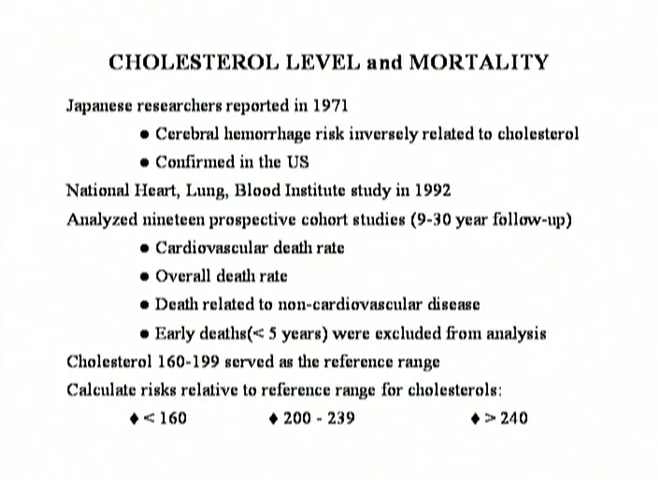 CHOLESTEROL LEVEL and MORTALITY
Japanese researchers reported in 1971
● Cerebral hemorrhage risk inversely related to cholesterol
● Confirmed in the US
National Heart, Lung, Blood Institute study in 1992
Analyzed nineteen prospective cohort studies (9-30 year follow-up)
● Cardiovascular death rate
● Overall death rate
● Death related to non-cardiovascular disease
● Early deaths(< 5 years) were excluded from analysis
Cholesterol 160-199 served as the reference range
Calculate risks relative to reference range for cholesterols:
♦ < 160 ♦ 200 - 239 ♦ > 240